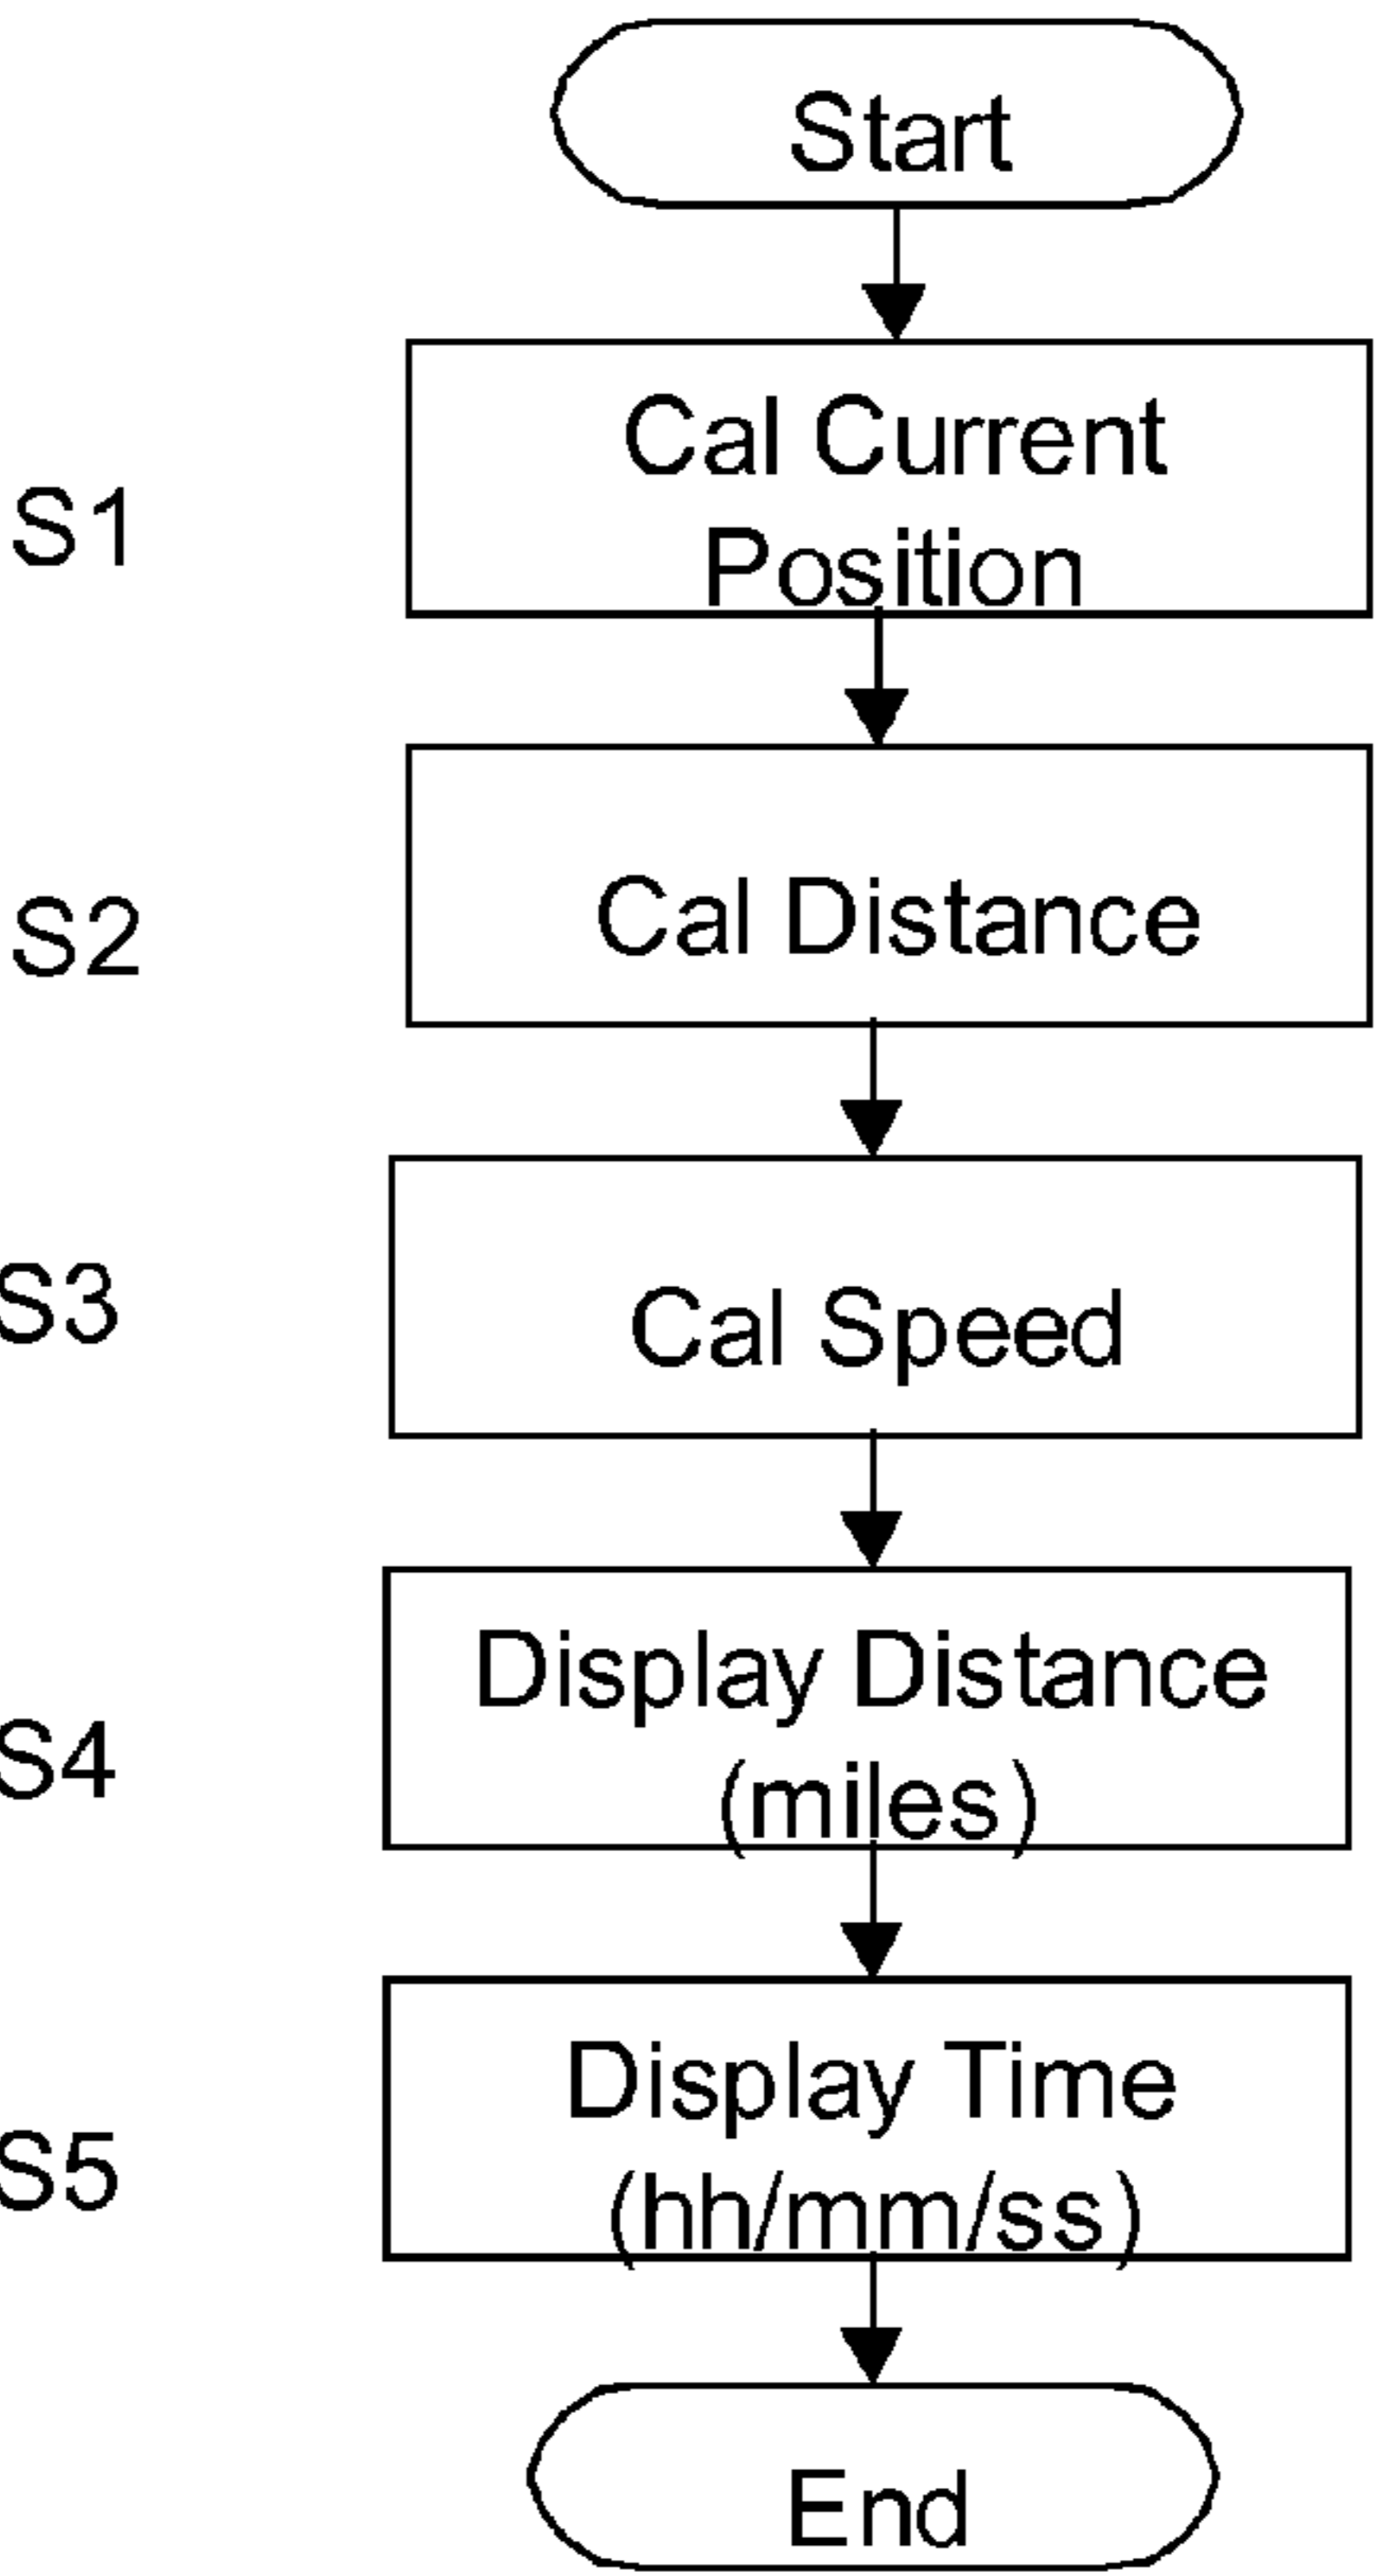 Start
S1
Cal Current
Position
S2
Cal Distance
S3
Cal Speed
S4
Display Distance
(miles)
S5
Display Time
(hh/mm/ss)
End